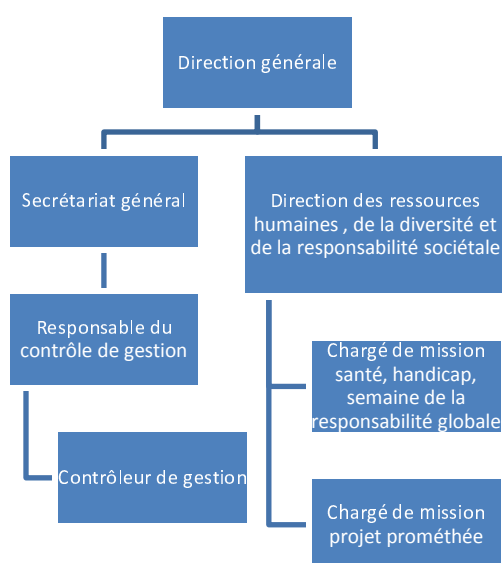 Direction générale
Secrétariat général
Direction des ressources
humaines , de la diversité et
de la responsabilité sociétale
Responsable du
contrôle de gestion
Chargé de mission
santé, handicap,
semaine de la
responsabilité globale
Contrôleur de gestion
Chargé de mission
projet prométhée